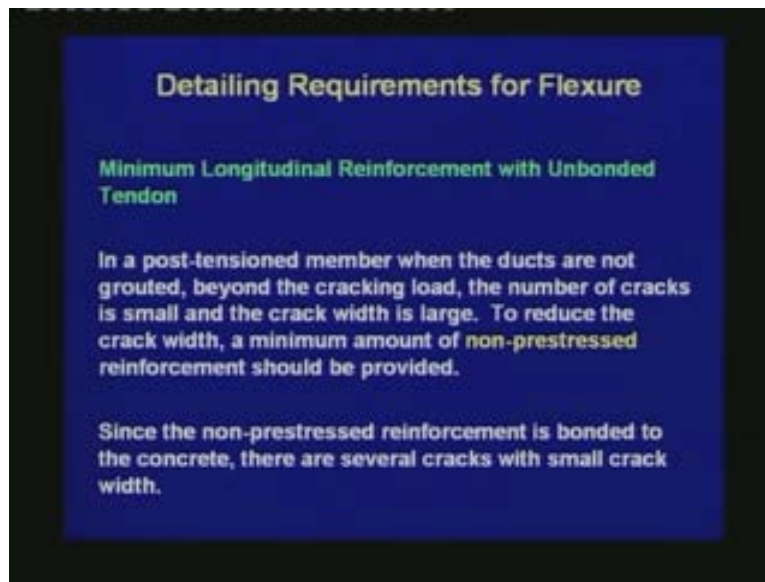 Detailing Requirements for Flexure
Minimum Longitudinal Reinforcement with Unbonded
Tendon
In a post-tensioned member when the ducts are not
grouted, beyond the cracking load, the number of cracks
is small and the crack width is large. To reduce the
crack width, a minimum amount of non-prestressed
reinforcement should be provided.
Since the non-prestressed reinforcement is bonded to
the concrete, there are several cracks with small crack
width.